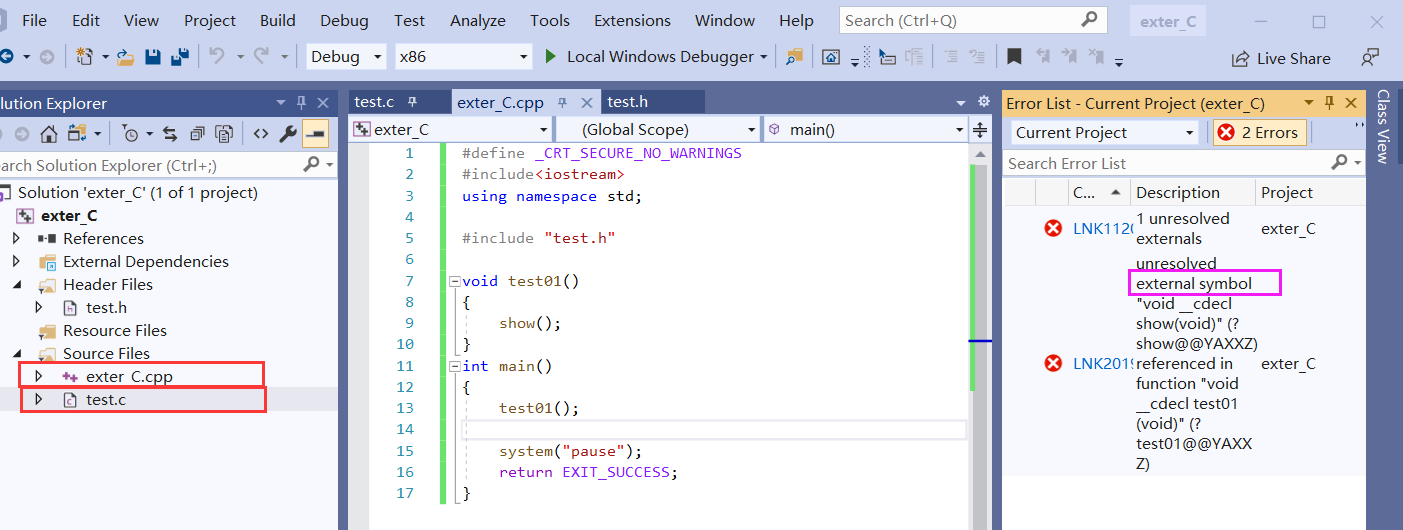 File Edit View Project Build Debug Test Analyze Tools Extensions Window Help Search (Ctrl+Q) exter_C
Debug x86 Local Windows Debugger Live Share
olution Explorer
earch Solution Explorer (Ctrl+;)
Solution 'exter_C' (1 of 1 project)
exter_C
References
External Dependencies
Header Files
test.h
Resource Files
Source Files
exter_C.cpp
test.c
test.c exter_C.cpp test.h
exter_C (Global Scope) main()
1 #define _CRT_SECURE_NO_WARNINGS
2 #include<iostream>
3 using namespace std;
4
5 #include "test.h"
6
7 void test01()
8 {
9 show();
10 }
11 int main()
12 {
13 test01();
14
15 system("pause");
16 return EXIT_SUCCESS;
17 }
Error List - Current Project (exter_C)
Current Project 2 Errors
Search Error List
C... Description Project
LNK1120 1 unresolved externals exter_C
unresolved
external symbol
"void __cdecl
show(void)" (?
show@@YAXXZ)
LNK2019 referenced in exter_C
function "void
__cdecl test01
(void)" (?
test01@@YAXX
Z)
Class View